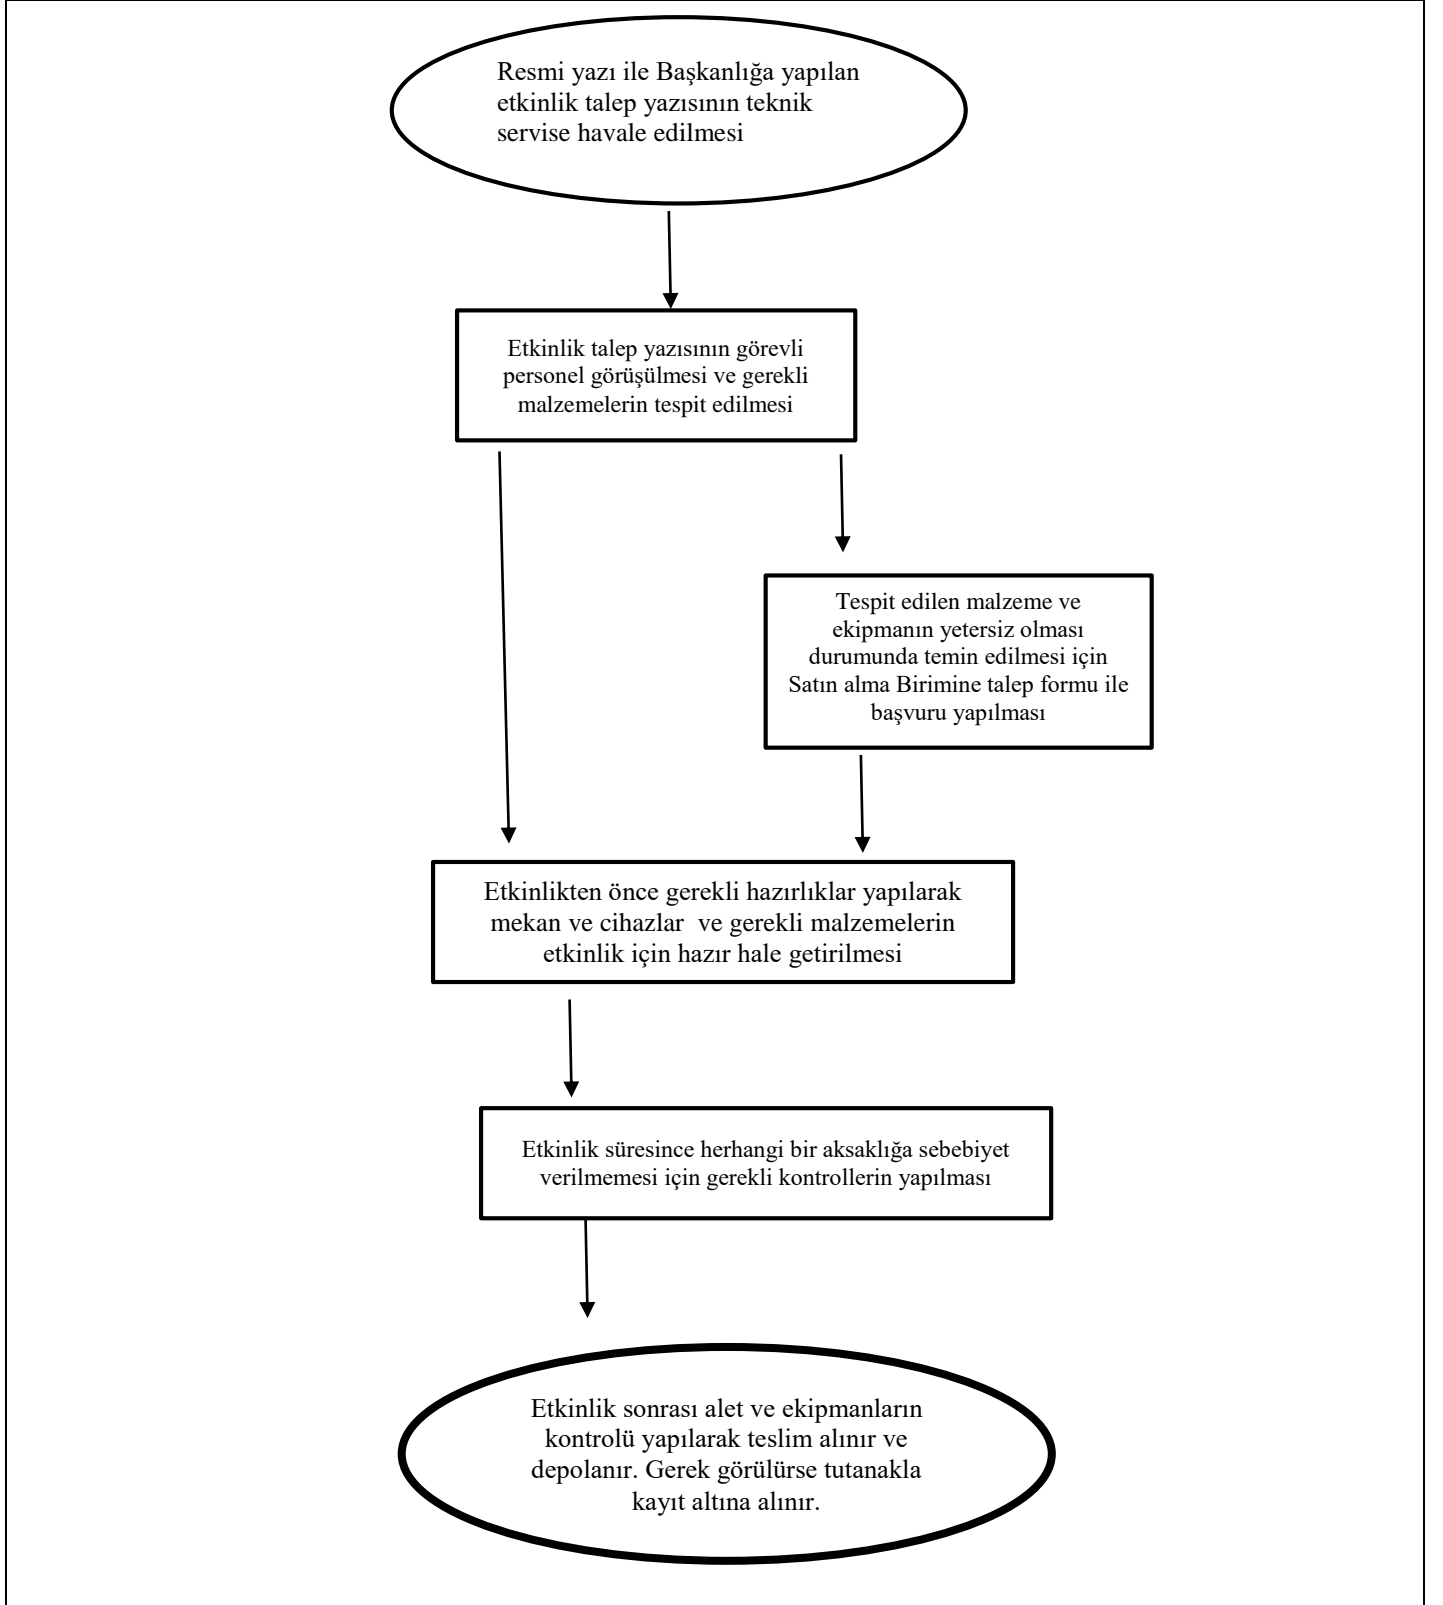 Resmi yazı ile Başkanlığa yapılan
etkinlik talep yazısının teknik
servise havale edilmesi
Etkinlik talep yazısının görevli
personel görüşülmesi ve gerekli
malzemelerin tespit edilmesi
Tespit edilen malzeme ve
ekipmanın yetersiz olması
durumunda temin edilmesi için
Satın alma Birimine talep formu ile
başvuru yapılması
Etkinlikten önce gerekli hazırlıklar yapılarak
mekan ve cihazlar ve gerekli malzemelerin
etkinlik için hazır hale getirilmesi
Etkinlik süresince herhangi bir aksaklığa sebebiyet
verilmemesi için gerekli kontrollerin yapılması
Etkinlik sonrası alet ve ekipmanların
kontrolü yapılarak teslim alınır ve
depolanır. Gerek görülürse tutanakla
kayıt altına alınır.